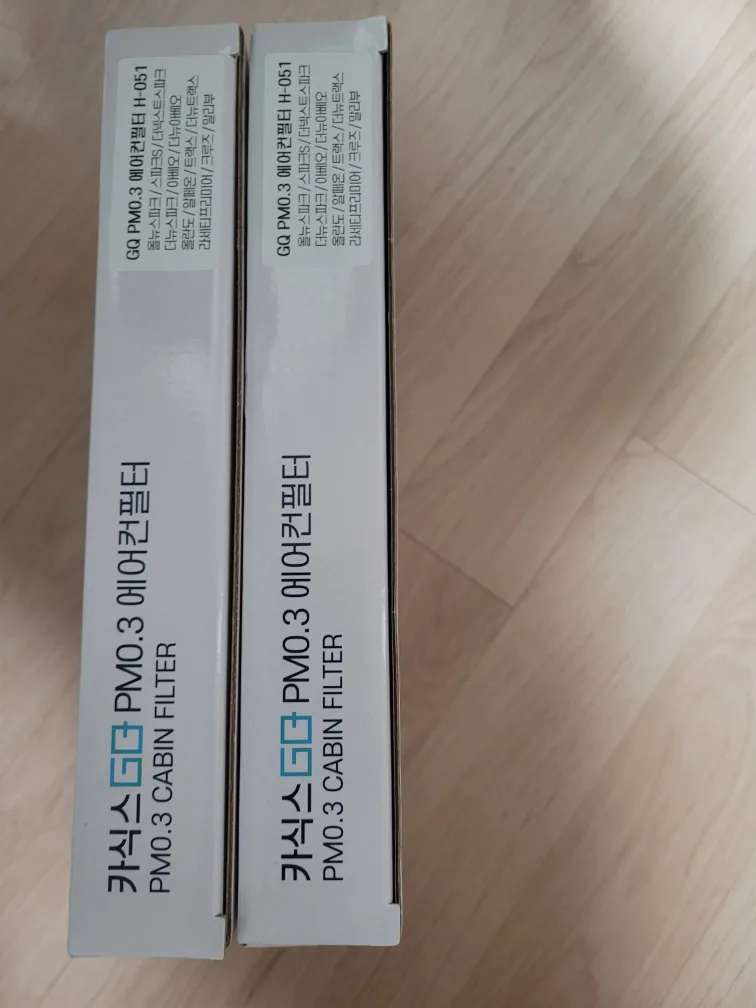 GQ PM0.3 에어컨필터 H-051
올뉴스파크 / 스파크S / 더넥스트스파크
더뉴스파크 / 아베오 / 더뉴아베오
올란도 / 알페온 / 트랙스 / 더뉴트랙스
라세티프리미어 / 크루즈 / 말리부
카식스 GQ PM0.3 에어컨필터
PM0.3 CABIN FILTER
GQ PM0.3 에어컨필터 H-051
올뉴스파크 / 스파크S / 더넥스트스파크
더뉴스파크 / 아베오 / 더뉴아베오
올란도 / 알페온 / 트랙스 / 더뉴트랙스
라세티프리미어 / 크루즈 / 말리부
카식스 GQ PM0.3 에어컨필터
PM0.3 CABIN FILTER